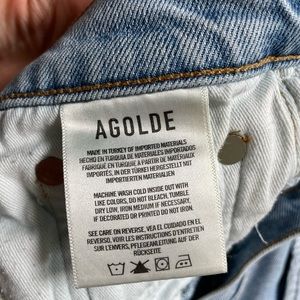 AGOLDE
MADE IN TURKEY OF IMPORTED MATERIALS
HECHO EN TURQUIA DE MATERIALES IMPORTADOS
FABRIQUÉ EN TURQUIE A PARTIR DE MATÉRIAUX
IMPORTÉS. IN DER TÜRKEI HERGESTELLT MIT
IMPORTIERTEN MATERIALIEN
MACHINE WASH COLD INSIDE OUT WITH
LIKE COLORS, DO NOT BLEACH, TUMBLE
DRY LOW, IRON MEDIUM IF NECESSARY.
IF DECORATED OR PRINTED DO NOT IRON.
SEE CARE ON REVERSE, VEA EL CUIDADO EN EL
REVERSO, VOIR LES INSTRUCTIONS D'ENTRETIEN
SUR L'ENVERS, PFLEGEANLEITUNG AUF DER
RÜCKSEITE